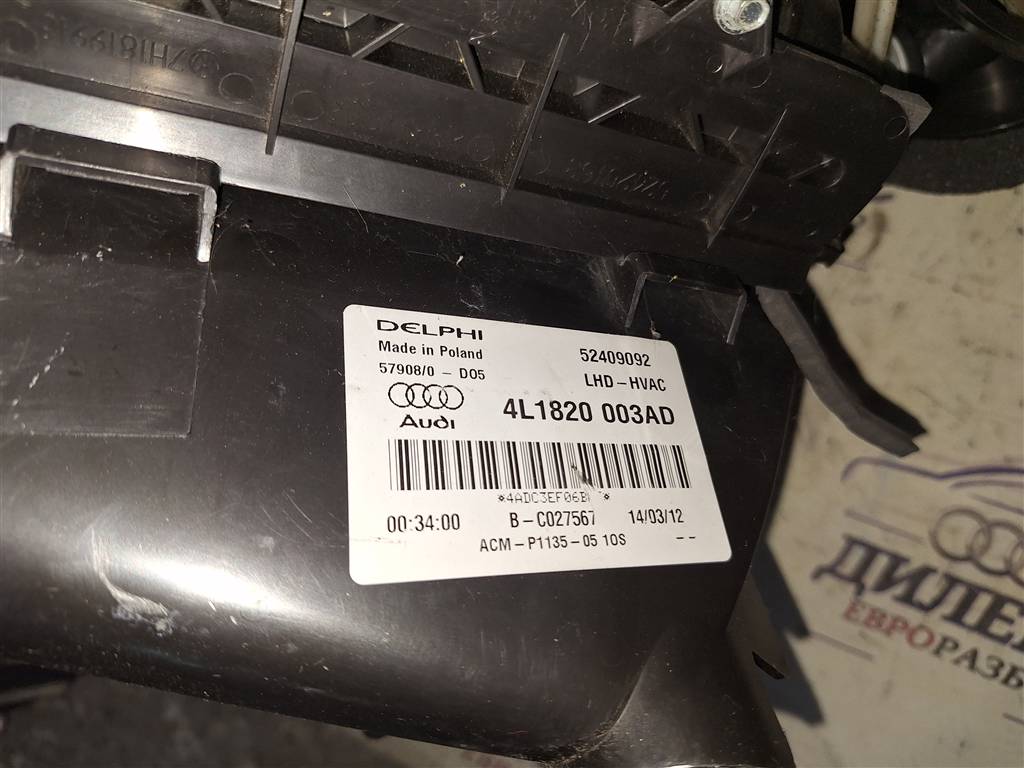 DELPHI
Made in Poland 52409092
57908/0 - D05 LHD-HVAC
Audi 4L1820 003AD
00:34:00 B-C027567 14/03/12
ACM-P1135-05 10S --
ДИЛЕ
ЕВРОРАЗБ